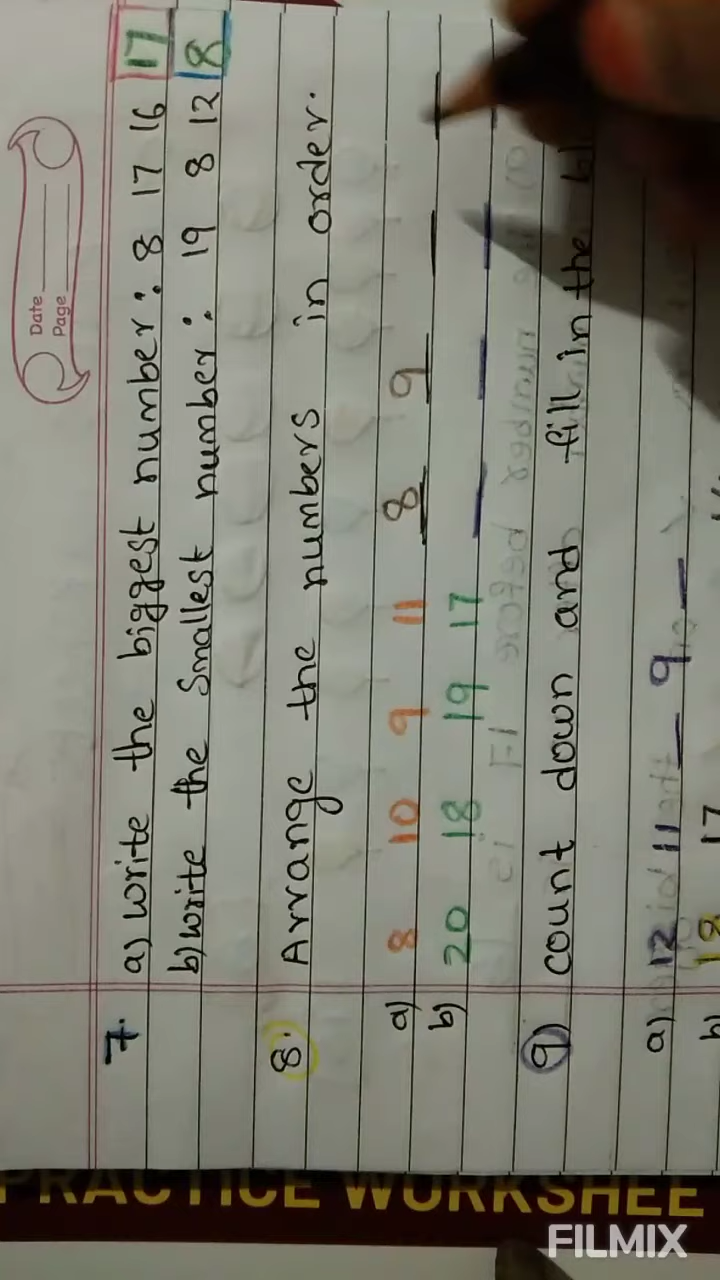 Date
Page
7. a) Write the biggest number: 8 17 16 17
b) Write the Smallest number: 19 8 12 8
8. Arrange the numbers in order.
a) 8 10 9 11 8 9
b) 20 18 19 17
9) count down and fill in the
a) 12 11 9
b) 18 17
PRACTICE WORKSHEE
FILMIX